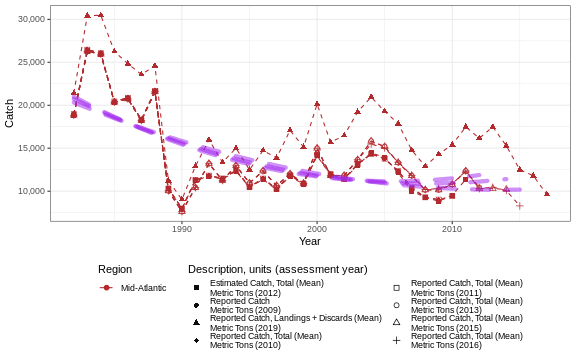 30,000
25,000
20,000
15,000
10,000
Catch
1990
2000
2010
Year
Region
Mid-Atlantic
Description, units (assessment year)
Estimated Catch, Total (Mean)
Metric Tons (2012)
Reported Catch
Metric Tons (2009)
Reported Catch, Landings + Discards (Mean)
Metric Tons (2019)
Reported Catch, Total (Mean)
Metric Tons (2010)
Reported Catch, Total (Mean)
Metric Tons (2011)
Reported Catch, Total (Mean)
Metric Tons (2013)
Reported Catch, Total (Mean)
Metric Tons (2015)
Reported Catch, Total (Mean)
Metric Tons (2016)